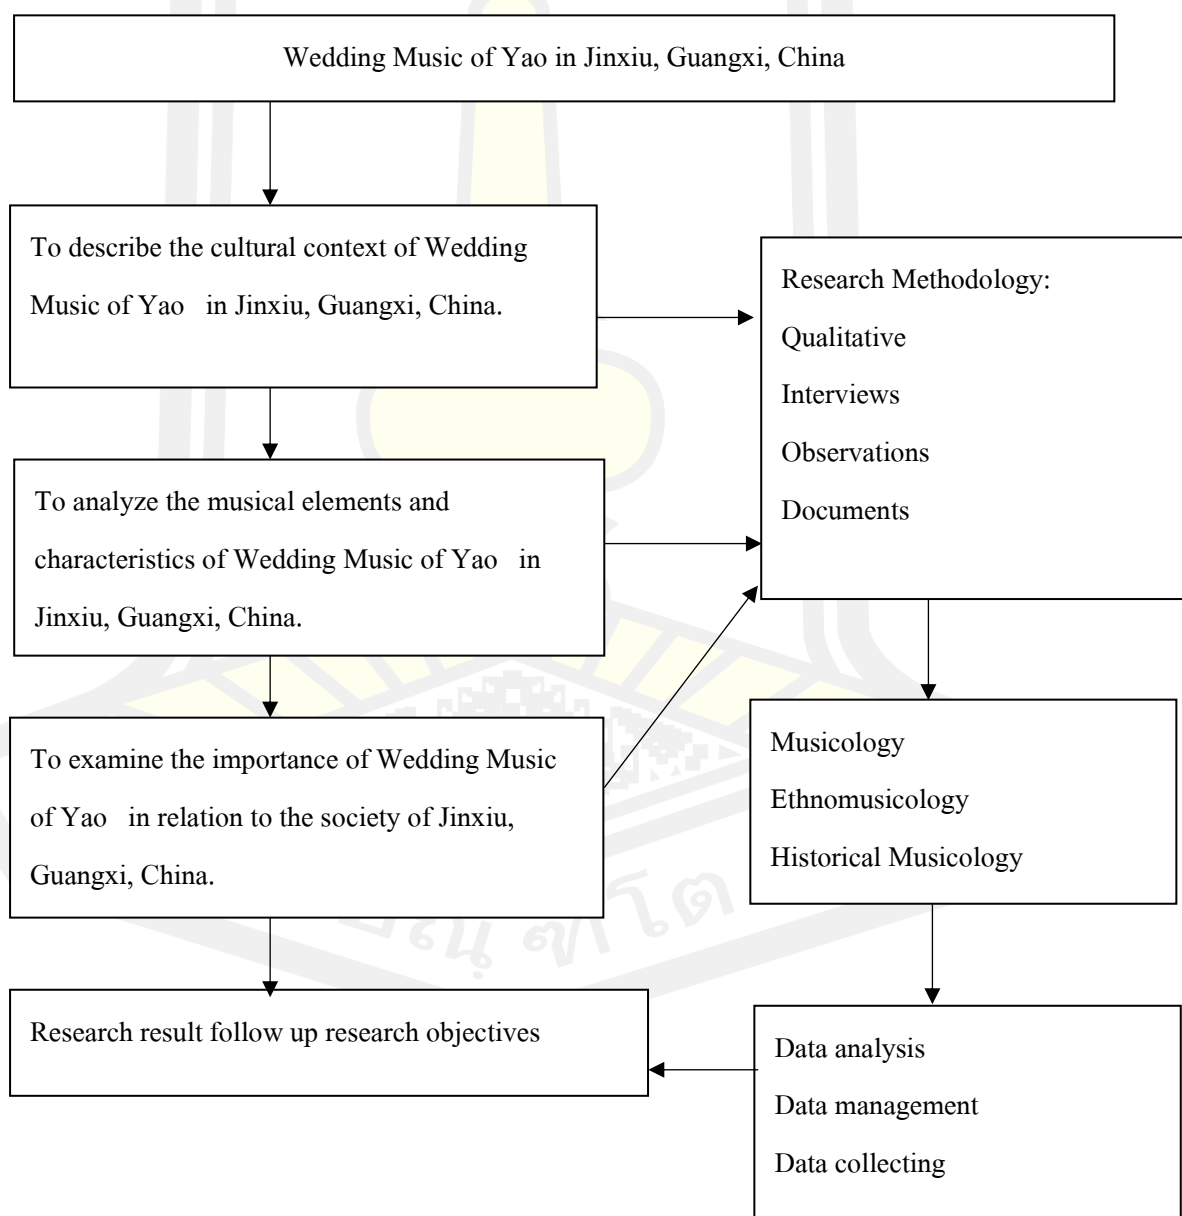 Wedding Music of Yao in Jinxiu, Guangxi, China
To describe the cultural context of Wedding
Music of Yao in Jinxiu, Guangxi, China.
To analyze the musical elements and
characteristics of Wedding Music of Yao in
Jinxiu, Guangxi, China.
To examine the importance of Wedding Music
of Yao in relation to the society of Jinxiu,
Guangxi, China.
Research result follow up research objectives
Research Methodology:
Qualitative
Interviews
Observations
Documents
Musicology
Ethnomusicology
Historical Musicology
Data analysis
Data management
Data collecting